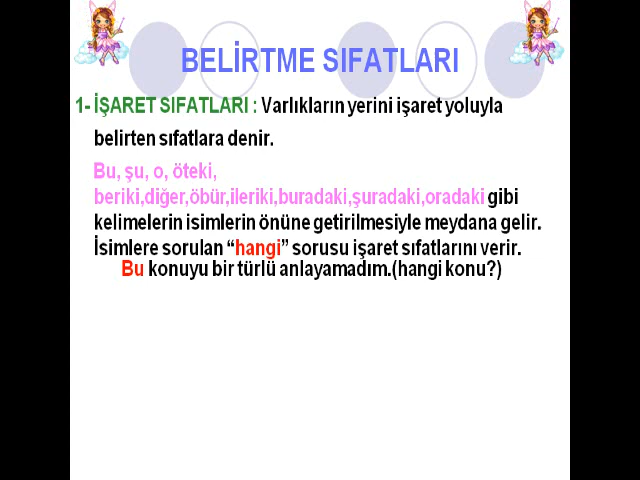 BELİRTME SIFATLARI
1- İŞARET SIFATLARI : Varlıkların yerini işaret yoluyla
belirten sıfatlara denir.
Bu, şu, o, öteki,
beriki,diğer,öbür,ileriki,buradaki,şuradaki,oradaki gibi
kelimelerin isimlerin önüne getirilmesiyle meydana gelir.
İsimlere sorulan “hangi” sorusu işaret sıfatlarını verir.
Bu konuyu bir türlü anlayamadım.(hangi konu?)